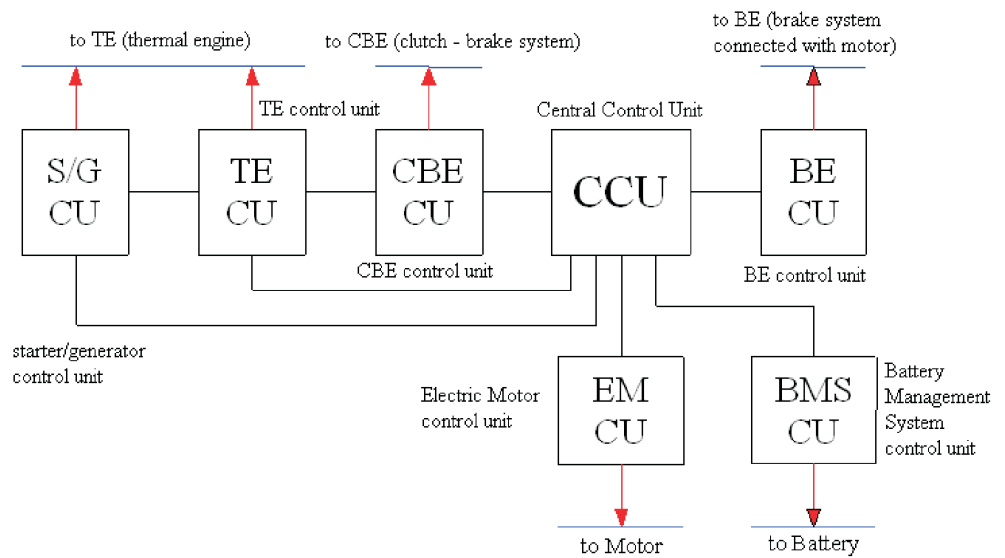 to TE (thermal engine)
to CBE (clutch - brake system)
to BE (brake system
connected with motor)
TE control unit
Central Control Unit
S/G
CU
TE
CU
CBE
CU
CCU
BE
CU
CBE control unit
BE control unit
starter/generator
control unit
Electric Motor
control unit
EM
CU
BMS
CU
Battery
Management
System
control unit
to Motor
to Battery